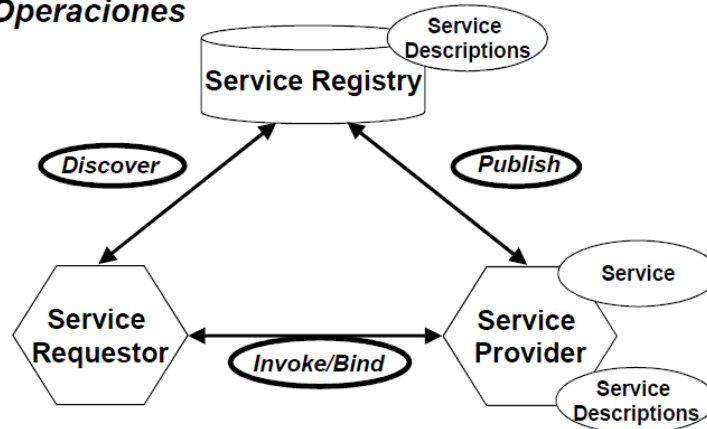 Operaciones
Service
Descriptions
Service Registry
Discover
Publish
Service
Service
Requestor
Service
Provider
Invoke/Bind
Service
Descriptions